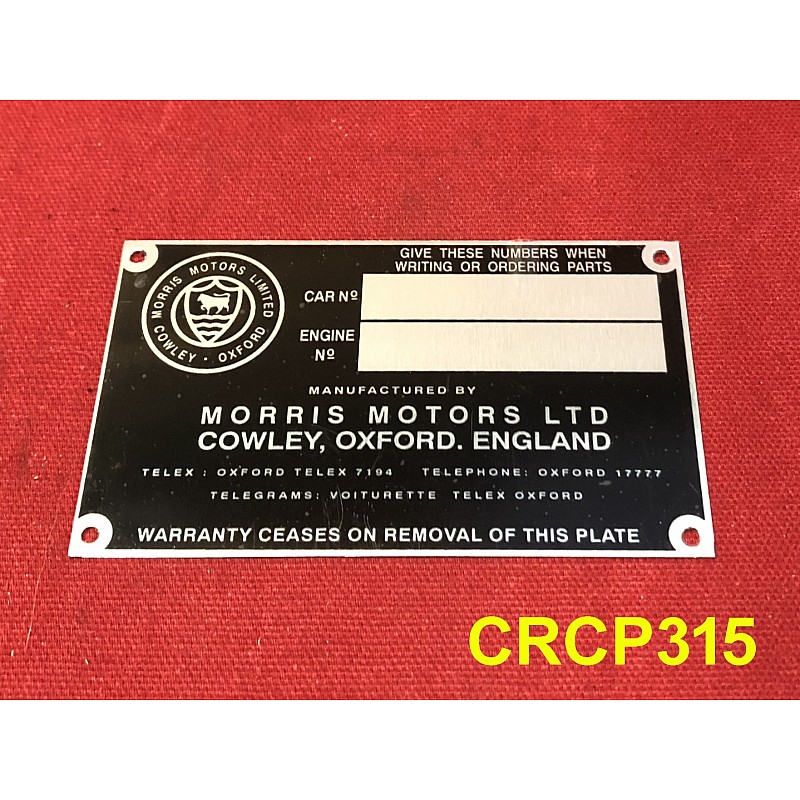 MORRIS MOTORS LIMITED
COWLEY · OXFORD
GIVE THESE NUMBERS WHEN
WRITING OR ORDERING PARTS
CAR Nº
ENGINE
Nº
MANUFACTURED BY
MORRIS MOTORS LTD
COWLEY, OXFORD. ENGLAND
TELEX : OXFORD TELEX 7194 TELEPHONE: OXFORD 17777
TELEGRAMS: VOITURETTE TELEX OXFORD
WARRANTY CEASES ON REMOVAL OF THIS PLATE
CRCP315